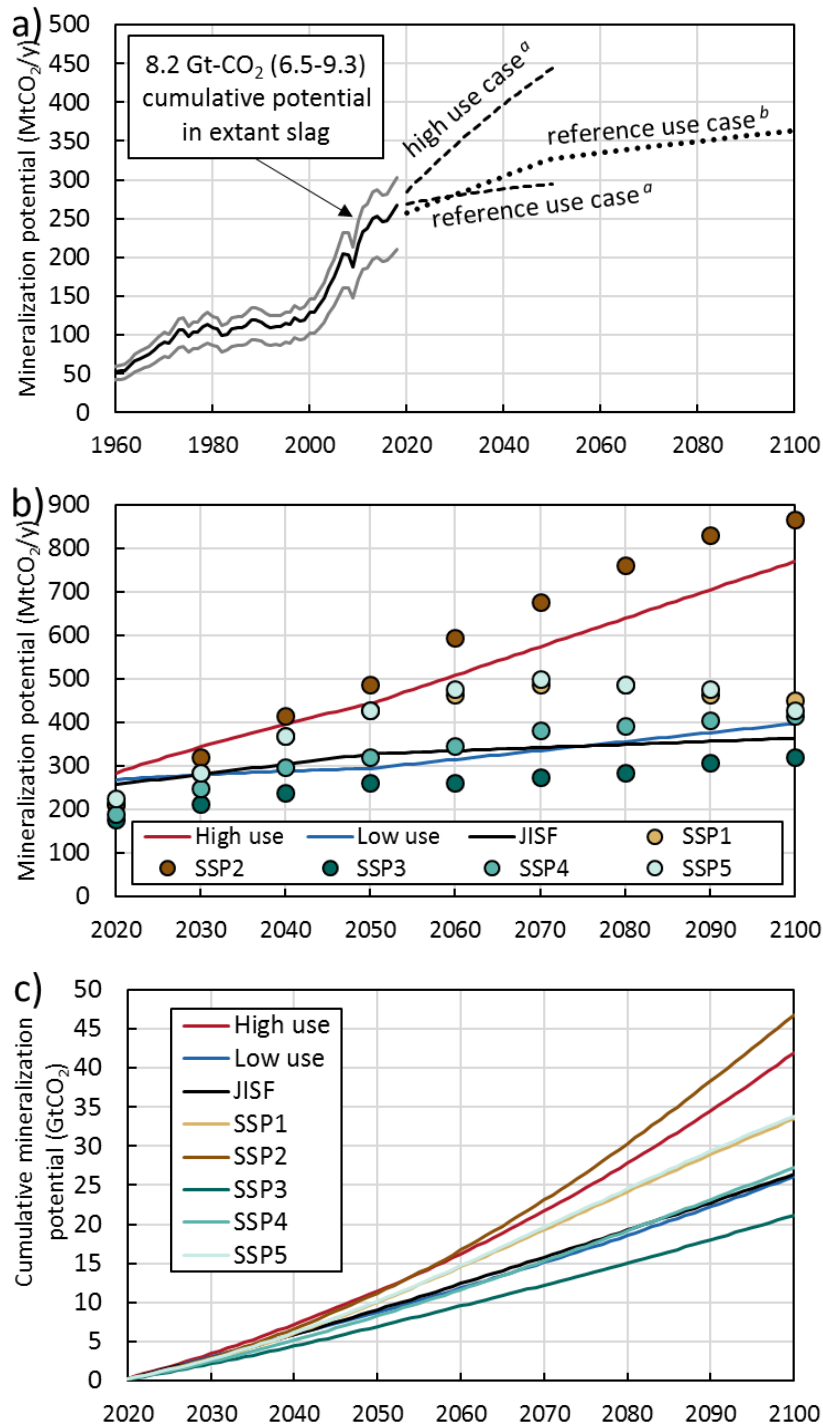 a)
Mineralization potential (MtCO₂/y)
500
450
400
350
300
250
200
150
100
50
0
8.2 Gt-CO₂ (6.5-9.3)
cumulative potential
in extant slag
high use case ᵃ
reference use case ᵇ
reference use case ᵃ
1960 1980 2000 2020 2040 2060 2080 2100
b)
Mineralization potential (MtCO₂/y)
900
800
700
600
500
400
300
200
100
0
High use Low use JISF SSP1
SSP2 SSP3 SSP4 SSP5
2020 2030 2040 2050 2060 2070 2080 2090 2100
c)
Cumulative mineralization
potential (GtCO₂)
50
45
40
35
30
25
20
15
10
5
0
High use
Low use
JISF
SSP1
SSP2
SSP3
SSP4
SSP5
2020 2030 2040 2050 2060 2070 2080 2090 2100